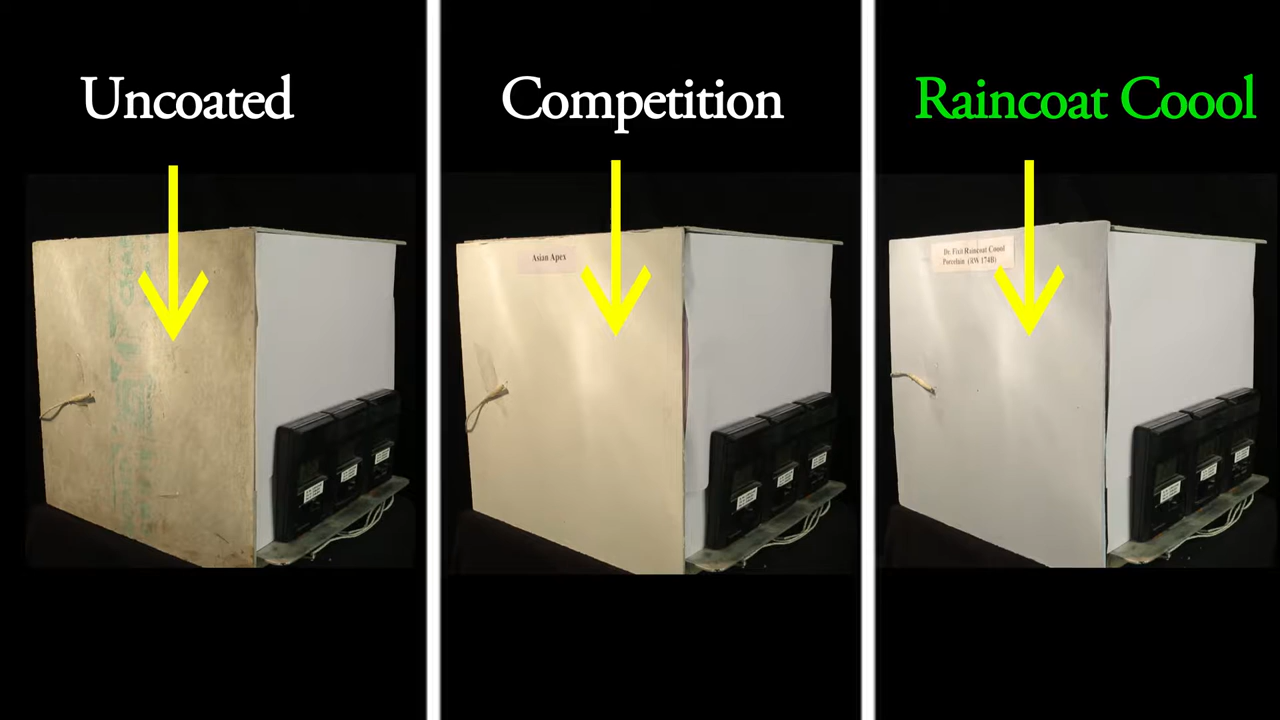 Uncoated
Competition
Raincoat Coool
Asian Apex
Dr. Fixit Raincoat Coool
Porcelain (RW 174B)